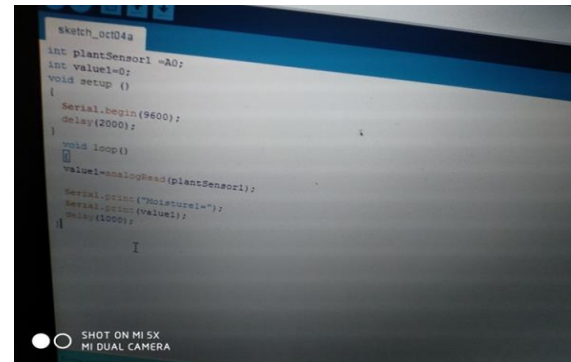 sketch_oct04a
int plantSensor1 =A0;
int value1=0;
void setup ()
{
Serial.begin(9600);
delay(2000);
}
void loop()
{
value1=analogRead(plantSensor1);
Serial.print("Moisture1=");
Serial.print(value1);
delay(1000);
}
SHOT ON MI 5X
MI DUAL CAMERA